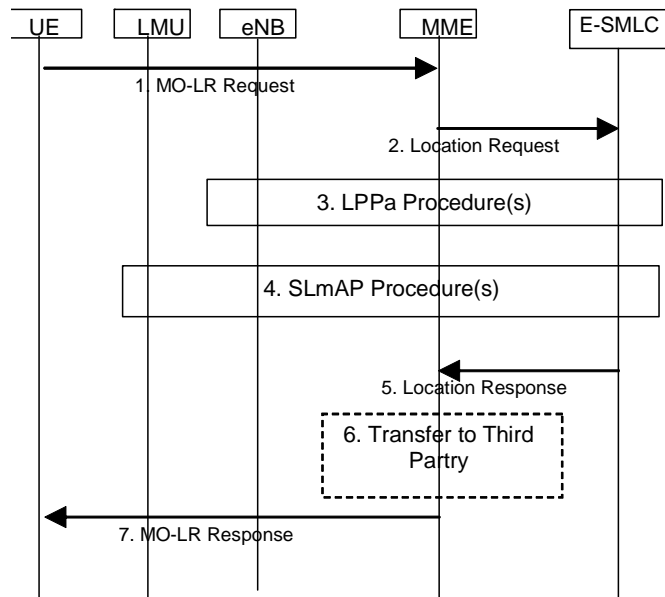 UE LMU eNB MME E-SMLC
1. MO-LR Request
2. Location Request
3. LPPa Procedure(s)
4. SLmAP Procedure(s)
5. Location Response
6. Transfer to Third
Partry
7. MO-LR Response